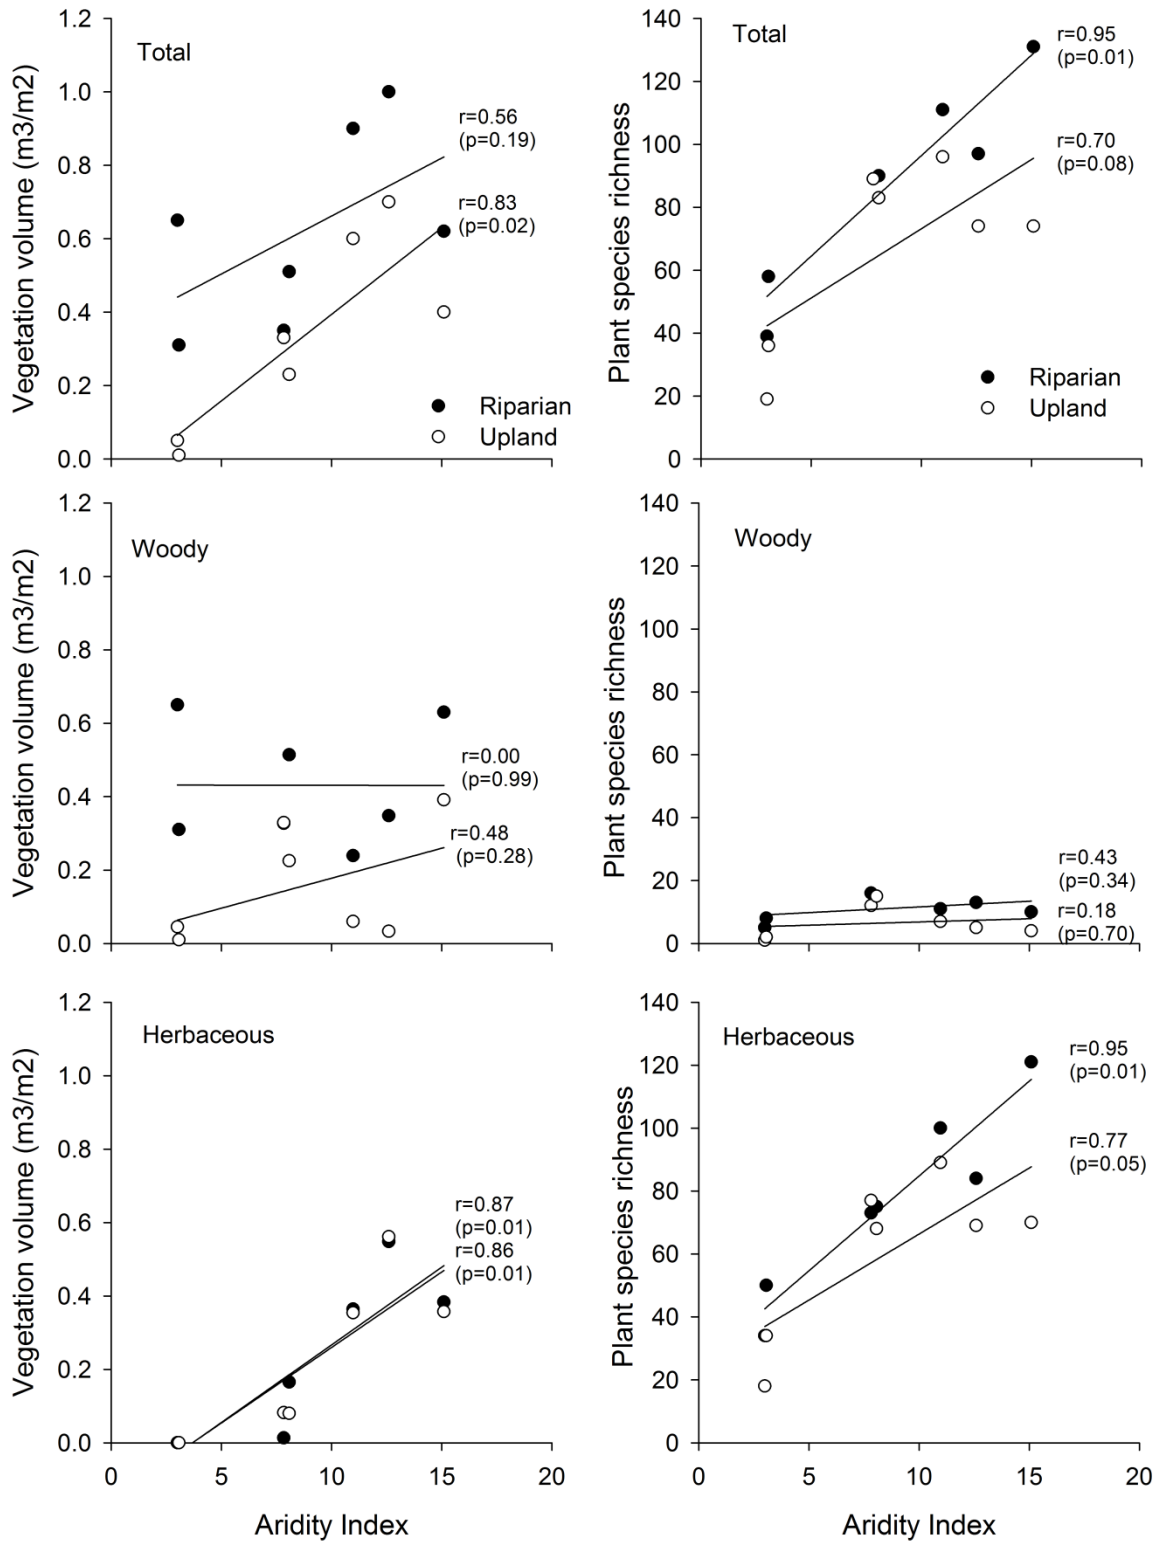 Vegetation volume (m3/m2)
1.2
1.0
0.8
0.6
0.4
0.2
0.0
Total
r=0.56
(p=0.19)
r=0.83
(p=0.02)
Riparian
Upland
Plant species richness
140
120
100
80
60
40
20
0
Total
r=0.95
(p=0.01)
r=0.70
(p=0.08)
Riparian
Upland
Vegetation volume (m3/m2)
1.2
1.0
0.8
0.6
0.4
0.2
0.0
Woody
r=0.00
(p=0.99)
r=0.48
(p=0.28)
Plant species richness
140
120
100
80
60
40
20
0
Woody
r=0.43
(p=0.34)
r=0.18
(p=0.70)
Vegetation volume (m3/m2)
1.2
1.0
0.8
0.6
0.4
0.2
0.0
Herbaceous
r=0.87
(p=0.01)
r=0.86
(p=0.01)
0 5 10 15 20
Aridity Index
Plant species richness
140
120
100
80
60
40
20
0
Herbaceous
r=0.95
(p=0.01)
r=0.77
(p=0.05)
0 5 10 15 20
Aridity Index